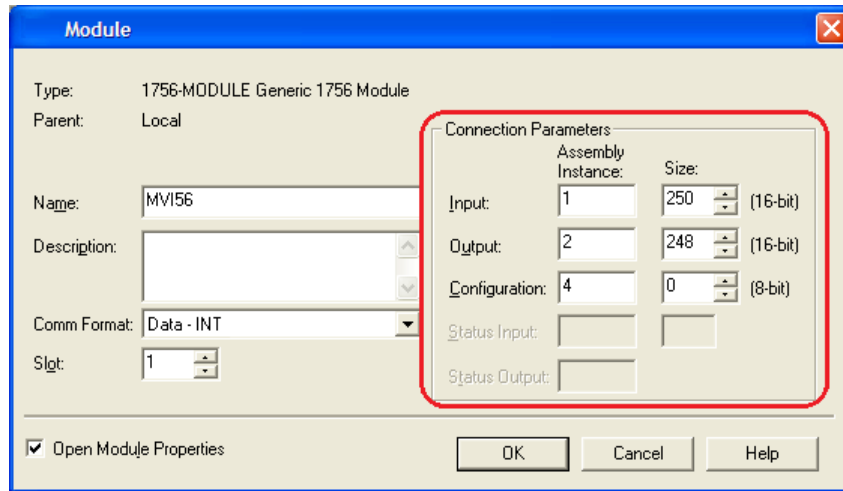 Module
Type: 1756-MODULE Generic 1756 Module
Parent: Local
Connection Parameters
Assembly Instance: Size:
Name: MVI56
Input: 1 250 (16-bit)
Description:
Output: 2 248 (16-bit)
Configuration: 4 0 (8-bit)
Comm Format: Data - INT
Status Input:
Slot: 1
Status Output:
Open Module Properties
OK Cancel Help